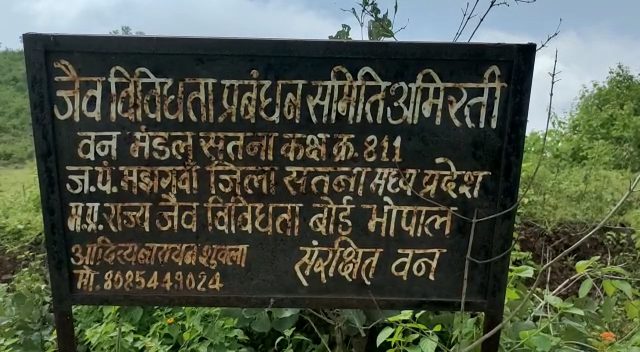 जैव विविधता प्रबंधन समिति अमिरती
वन मंडल सतना कक्ष क्र. 811
ज.पं. मझगवाँ जिला सतना मध्य प्रदेश
म.प्र. राज्य जैव विविधता बोर्ड भोपाल
आदित्य नारायण शुक्ला संरक्षित वन
मो. 8085449024